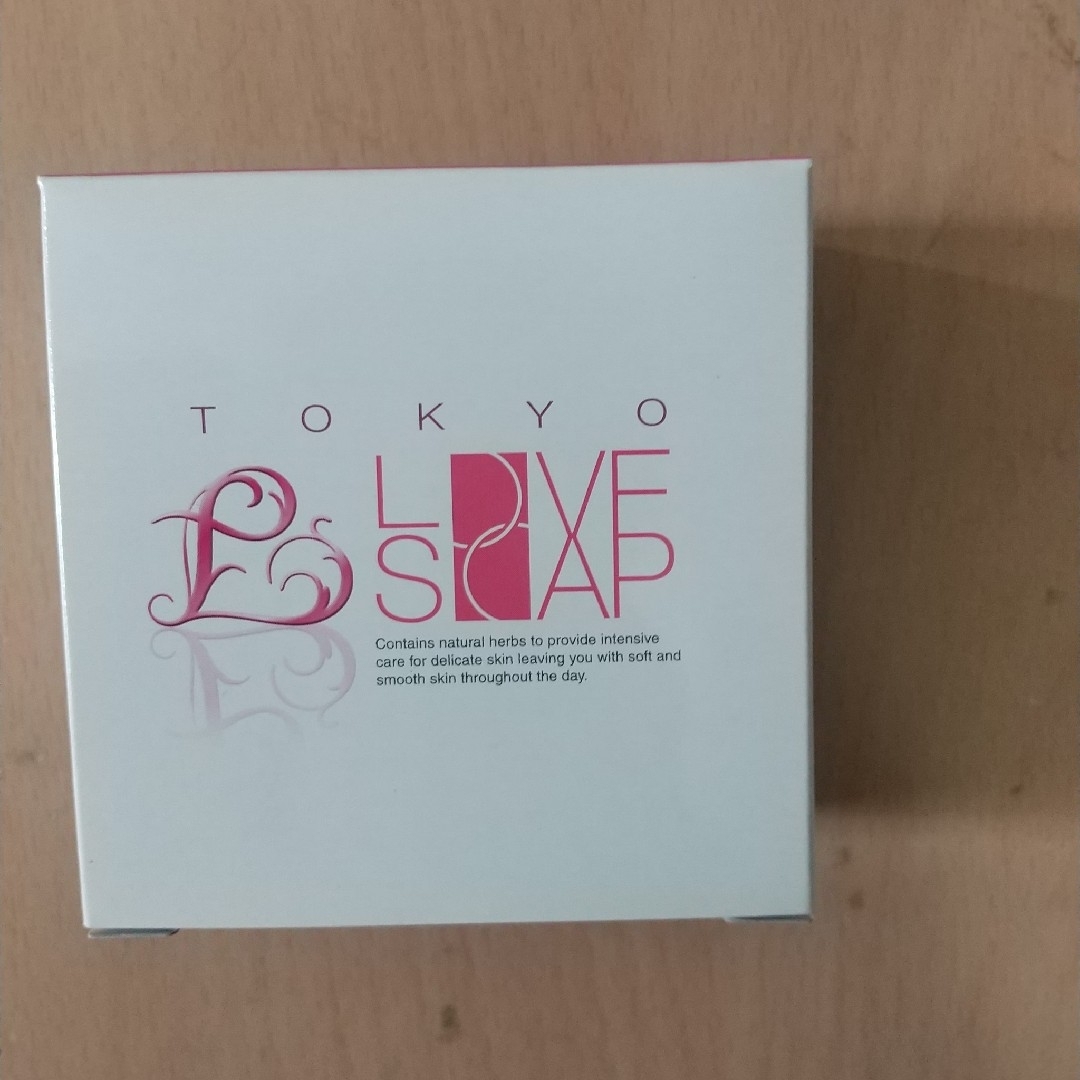 TOKYO
LOVE
SOAP
Contains natural herbs to provide intensive
care for delicate skin leaving you with soft and
smooth skin throughout the day.